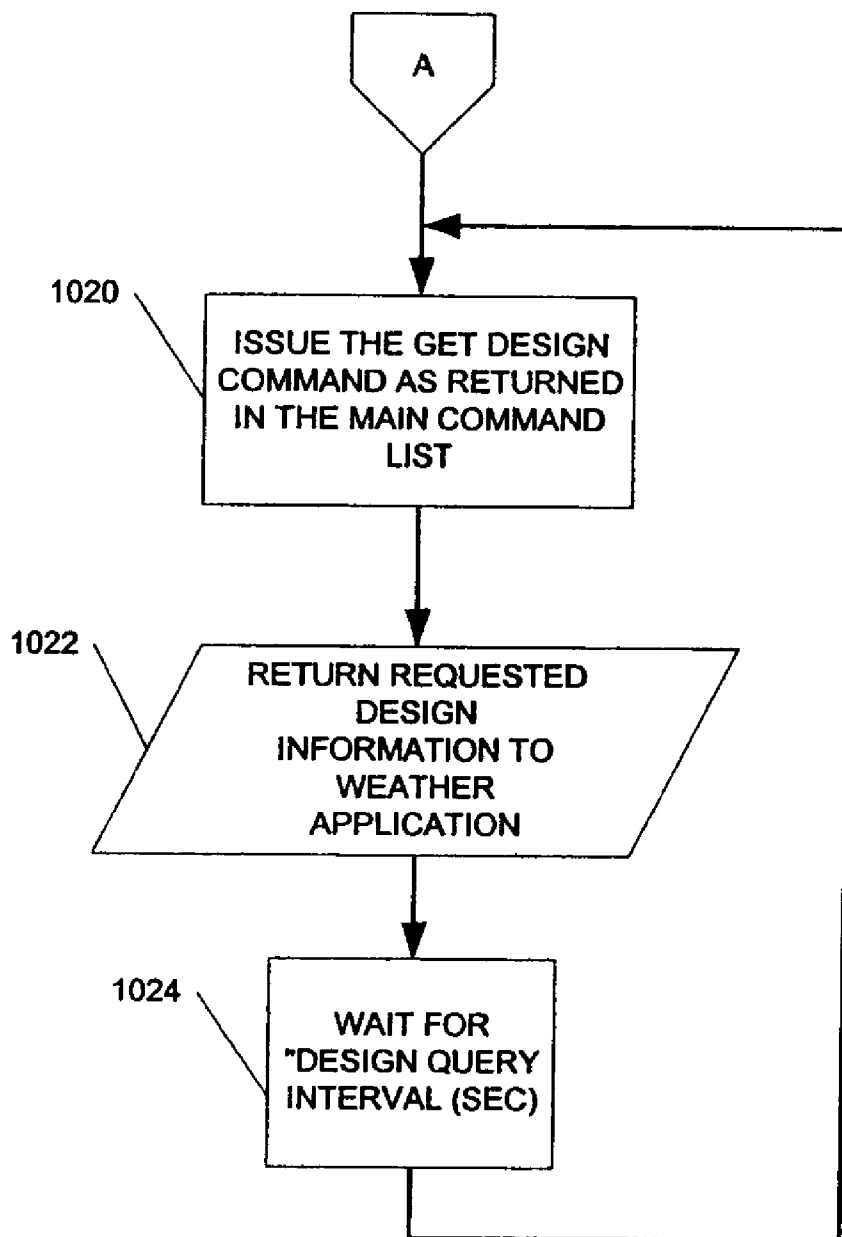 A
1020
ISSUE THE GET DESIGN
COMMAND AS RETURNED
IN THE MAIN COMMAND
LIST
1022
RETURN REQUESTED
DESIGN
INFORMATION TO
WEATHER
APPLICATION
1024
WAIT FOR
"DESIGN QUERY
INTERVAL (SEC)